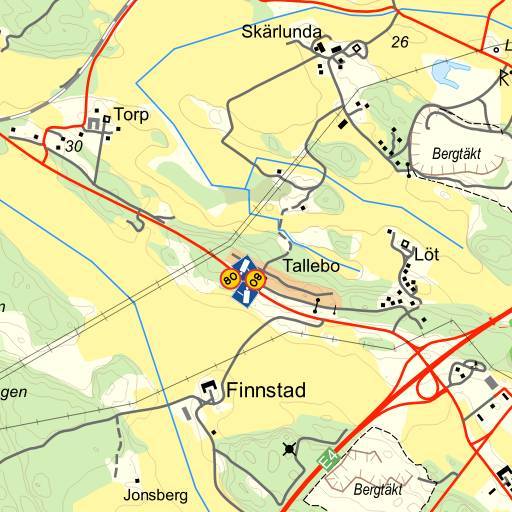 Skärlunda
26
L
R
Torp
30
Bergtäkt
Tallebo
Löt
80
80
gen
Finnstad
E4
Jonsberg
Bergtäkt